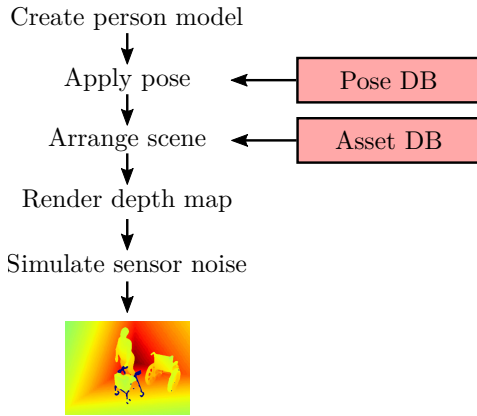 Create person model
Apply pose
Pose DB
Arrange scene
Asset DB
Render depth map
Simulate sensor noise